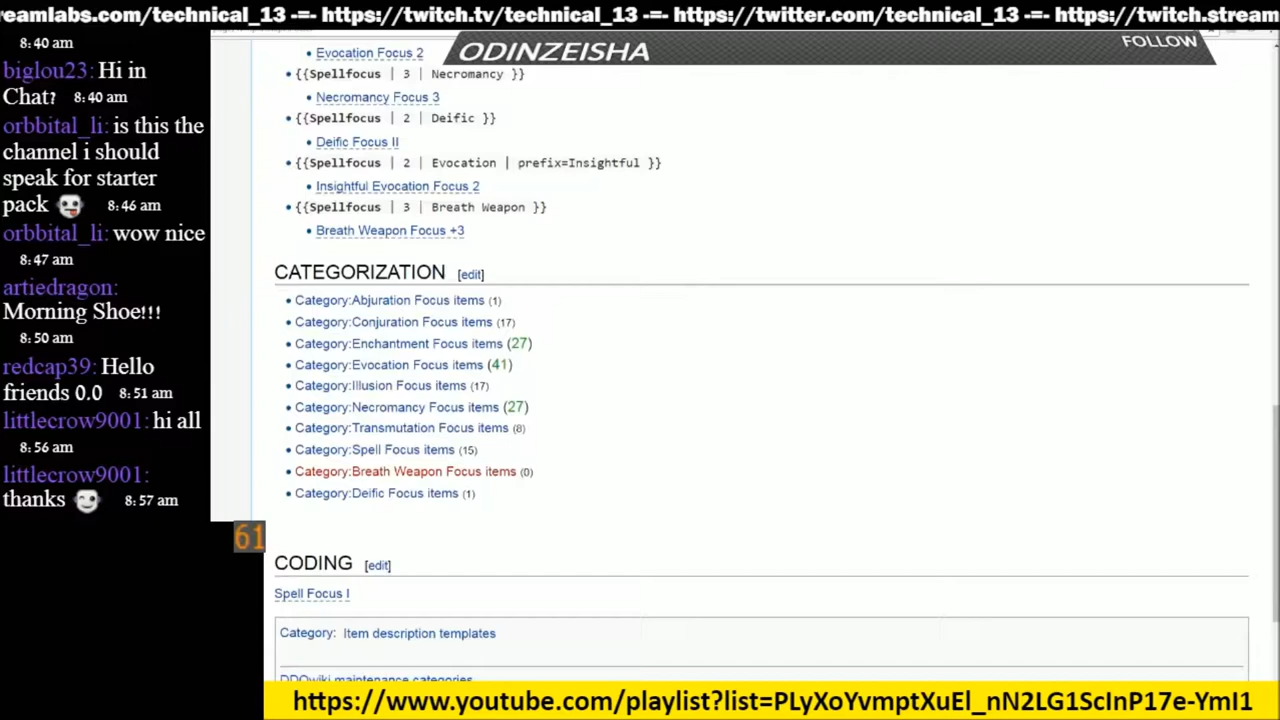 reamlabs.com/technical_13 -=- https://twitch.tv/technical_13 -=- https://twitter.com/technical_13 -=- https://twitch.stream
8:40 am
biglou23: Hi in
Chat? 8:40 am
orbbital_li: is this the
channel i should
speak for starter
pack 8:46 am
orbbital_li: wow nice
8:47 am
artiedragon:
Morning Shoe!!!
8:50 am
redcap39: Hello
friends 0.0 8:51 am
littlecrow9001: hi all
8:56 am
littlecrow9001:
thanks 8:57 am
ODINZEISHA
FOLLOW
Evocation Focus 2
{{Spellfocus | 3 | Necromancy }}
Necromancy Focus 3
{{Spellfocus | 2 | Deific }}
Deific Focus II
{{Spellfocus | 2 | Evocation | prefix=Insightful }}
Insightful Evocation Focus 2
{{Spellfocus | 3 | Breath Weapon }}
Breath Weapon Focus +3
CATEGORIZATION [edit]
Category:Abjuration Focus items (1)
Category:Conjuration Focus items (17)
Category:Enchantment Focus items (27)
Category:Evocation Focus items (41)
Category:Illusion Focus items (17)
Category:Necromancy Focus items (27)
Category:Transmutation Focus items (8)
Category:Spell Focus items (15)
Category:Breath Weapon Focus items (0)
Category:Deific Focus items (1)
61
CODING [edit]
Spell Focus I
Category: Item description templates
DDOwiki maintenance categories
https://www.youtube.com/playlist?list=PLyXoYvmptXuEl_nN2LG1ScInP17e-YmI1